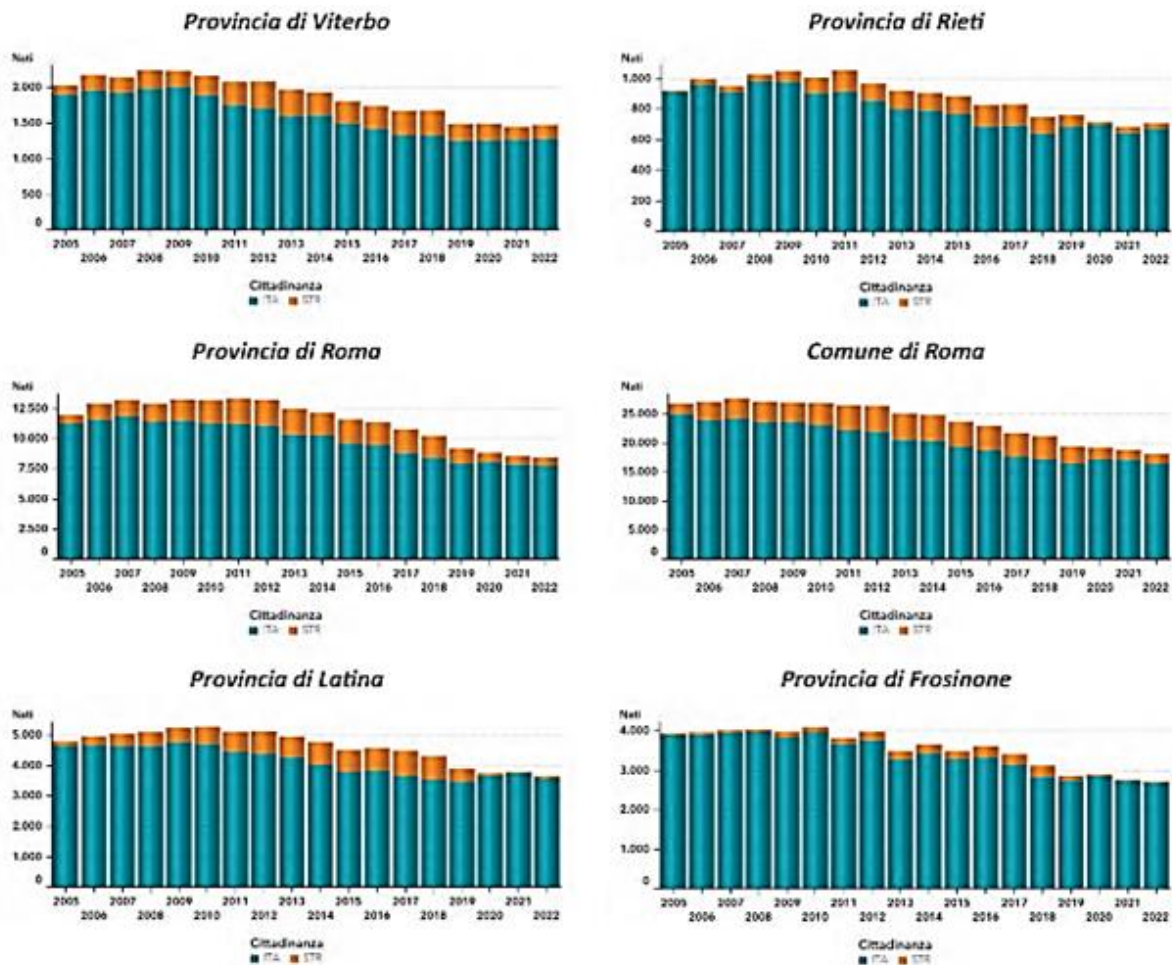 Provincia di Viterbo
Nati
2.000
1.500
1.000
500
0
2005 2007 2009 2011 2013 2015 2017 2019 2021
2006 2008 2010 2012 2014 2016 2018 2020 2022
Cittadinanza
ITA STR
Provincia di Rieti
Nati
1.000
800
600
400
200
0
2005 2007 2009 2011 2013 2015 2017 2019 2021
2006 2008 2010 2012 2014 2016 2018 2020 2022
Cittadinanza
ITA STR
Provincia di Roma
Nati
12.500
10.000
7.500
5.000
2.500
0
2005 2007 2009 2011 2013 2015 2017 2019 2021
2006 2008 2010 2012 2014 2016 2018 2020 2022
Cittadinanza
ITA STR
Comune di Roma
Nati
25.000
20.000
15.000
10.000
5.000
0
2005 2007 2009 2011 2013 2015 2017 2019 2021
2006 2008 2010 2012 2014 2016 2018 2020 2022
Cittadinanza
ITA STR
Provincia di Latina
Nati
5.000
4.000
3.000
2.000
1.000
0
2005 2007 2009 2011 2013 2015 2017 2019 2021
2006 2008 2010 2012 2014 2016 2018 2020 2022
Cittadinanza
ITA STR
Provincia di Frosinone
Nati
4.000
3.000
2.000
1.000
0
2005 2007 2009 2011 2013 2015 2017 2019 2021
2006 2008 2010 2012 2014 2016 2018 2020 2022
Cittadinanza
ITA STR